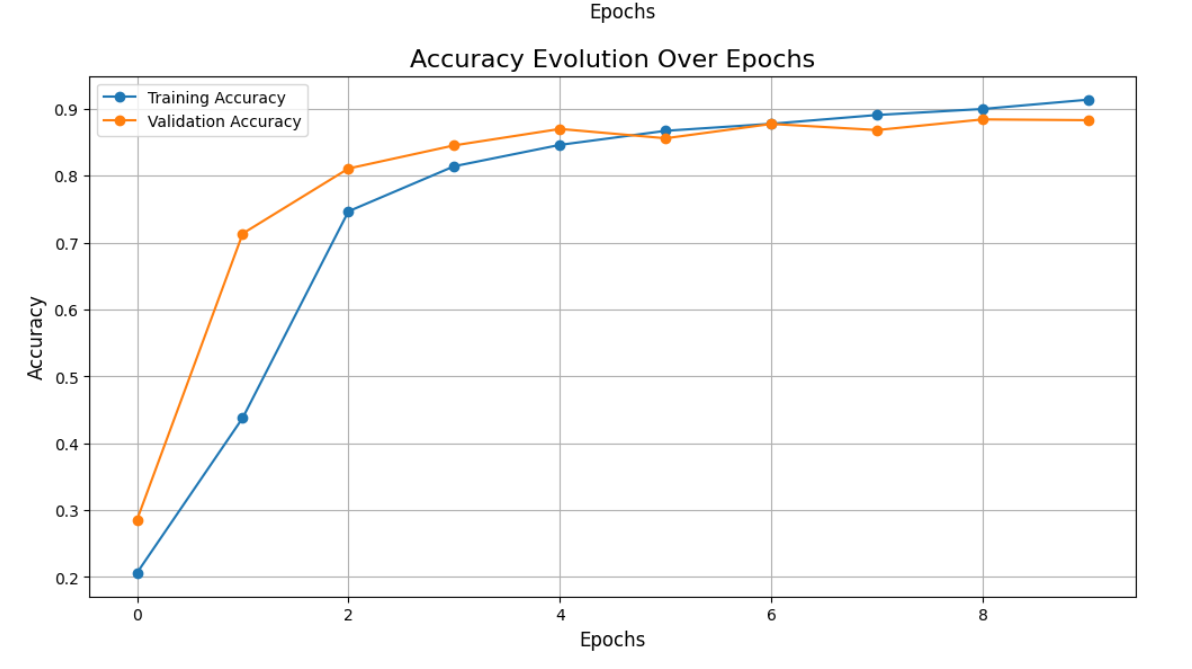 Epochs
Accuracy Evolution Over Epochs
Training Accuracy
Validation Accuracy
0.9
0.8
0.7
0.6
0.5
0.4
0.3
0.2
Accuracy
0 2 4 6 8
Epochs